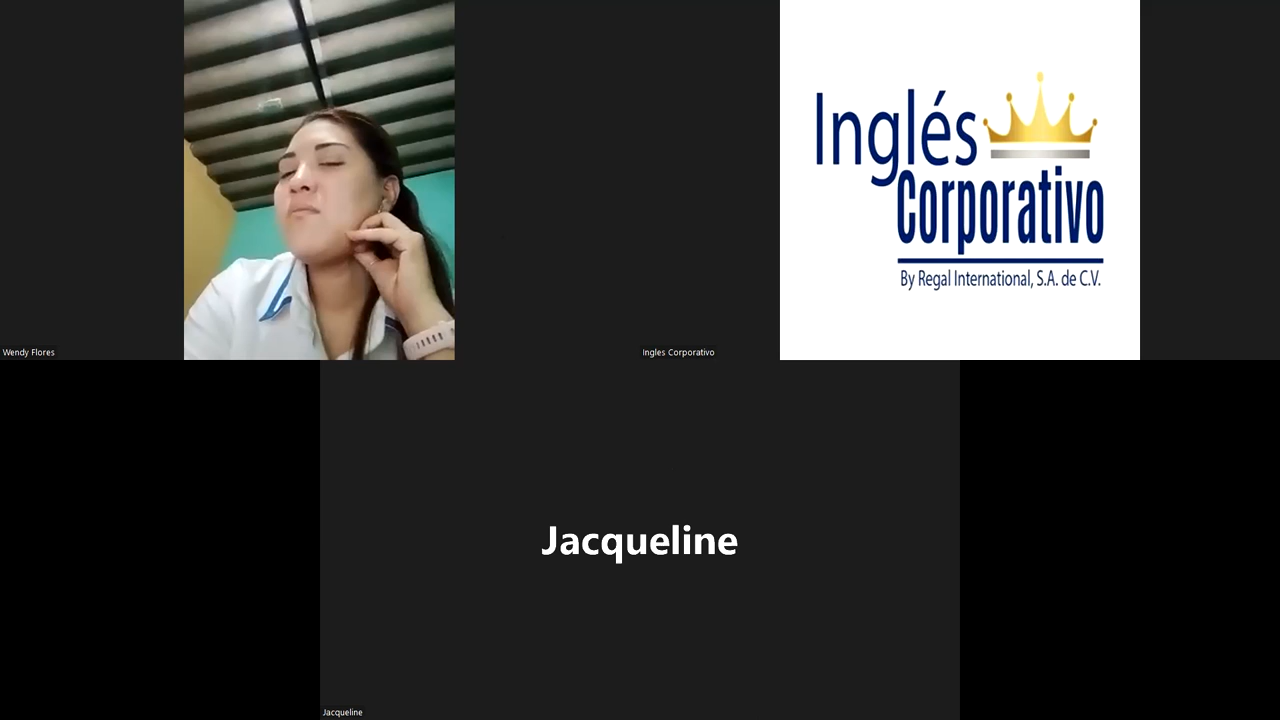 Inglés
Corporativo
By Regal International, S.A. de C.V.
Wendy Flores
Ingles Corporativo
Jacqueline
Jacqueline